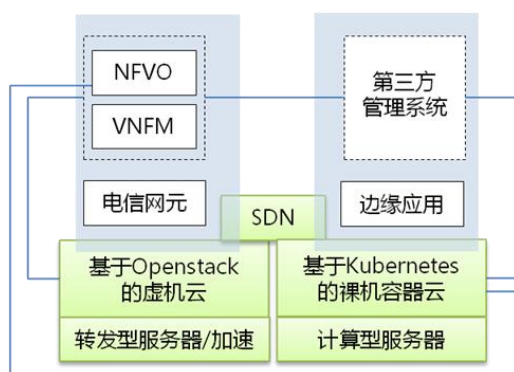 NFVO
VNFM
第三方
管理系统
电信网元
SDN
边缘应用
基于Openstack
的虚机云
基于Kubernetes
的裸机容器云
转发型服务器/加速
计算型服务器